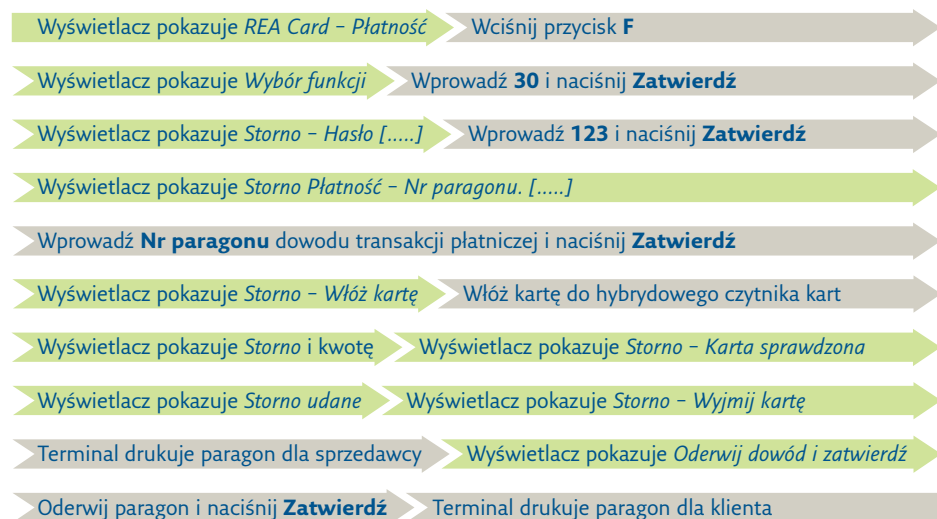 Wyświetlacz pokazuje REA Card – Płatność Wciśnij przycisk F
Wyświetlacz pokazuje Wybór funkcji Wprowadź 30 i naciśnij Zatwierdź
Wyświetlacz pokazuje Storno – Hasło [.....] Wprowadź 123 i naciśnij Zatwierdź
Wyświetlacz pokazuje Storno Płatność – Nr paragonu. [.....]
Wprowadź Nr paragonu dowodu transakcji płatniczej i naciśnij Zatwierdź
Wyświetlacz pokazuje Storno – Włóż kartę Włóż kartę do hybrydowego czytnika kart
Wyświetlacz pokazuje Storno i kwotę Wyświetlacz pokazuje Storno – Karta sprawdzona
Wyświetlacz pokazuje Storno udane Wyświetlacz pokazuje Storno – Wyjmij kartę
Terminal drukuje paragon dla sprzedawcy Wyświetlacz pokazuje Oderwij dowód i zatwierdź
Oderwij paragon i naciśnij Zatwierdź Terminal drukuje paragon dla klienta